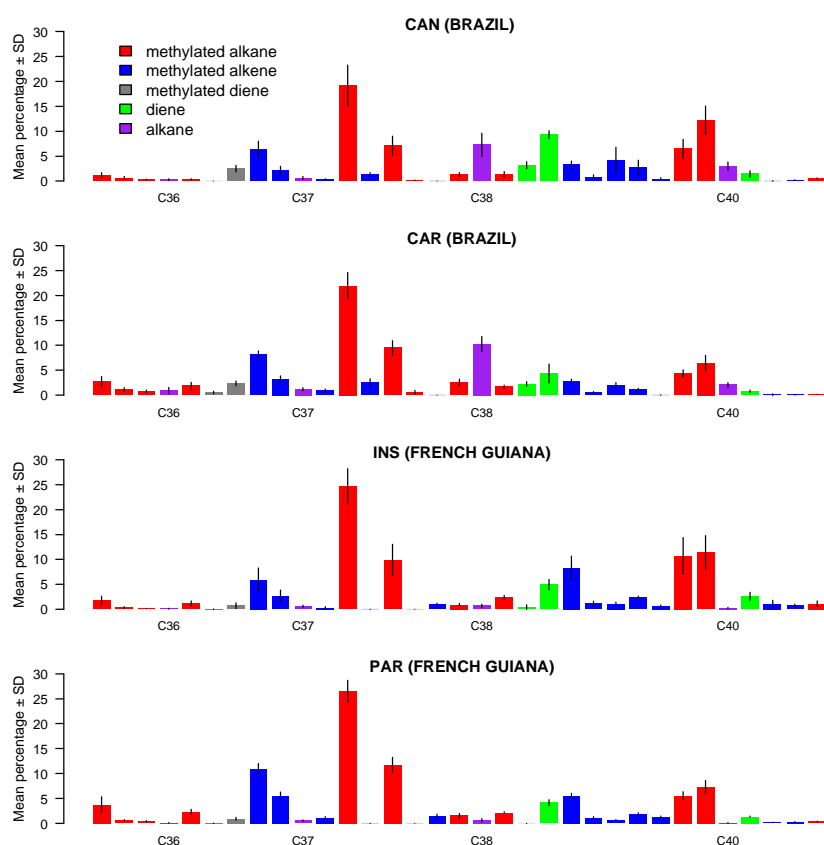 CAN (BRAZIL)
Mean percentage ± SD
30
25
20
15
10
5
0
methylated alkane
methylated alkene
methylated diene
diene
alkane
C36 C37 C38 C40
CAR (BRAZIL)
Mean percentage ± SD
30
25
20
15
10
5
0
C36 C37 C38 C40
INS (FRENCH GUIANA)
Mean percentage ± SD
30
25
20
15
10
5
0
C36 C37 C38 C40
PAR (FRENCH GUIANA)
Mean percentage ± SD
30
25
20
15
10
5
0
C36 C37 C38 C40